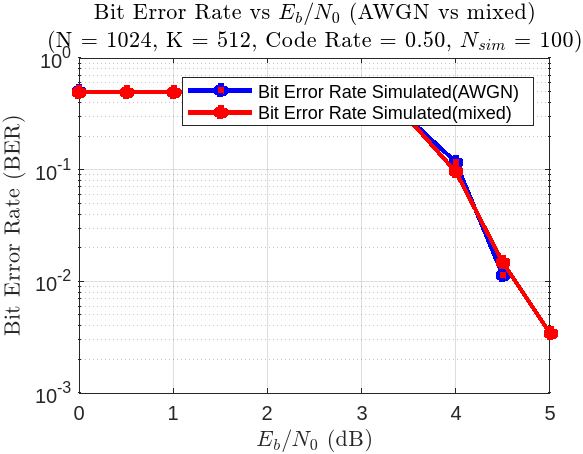 Bit Error Rate vs E_b/N_0 (AWGN vs mixed)
(N = 1024, K = 512, Code Rate = 0.50, N_sim = 100)
10^0
Bit Error Rate Simulated(AWGN)
Bit Error Rate Simulated(mixed)
10^-1
Bit Error Rate (BER)
10^-2
10^-3
0 1 2 3 4 5
E_b/N_0 (dB)